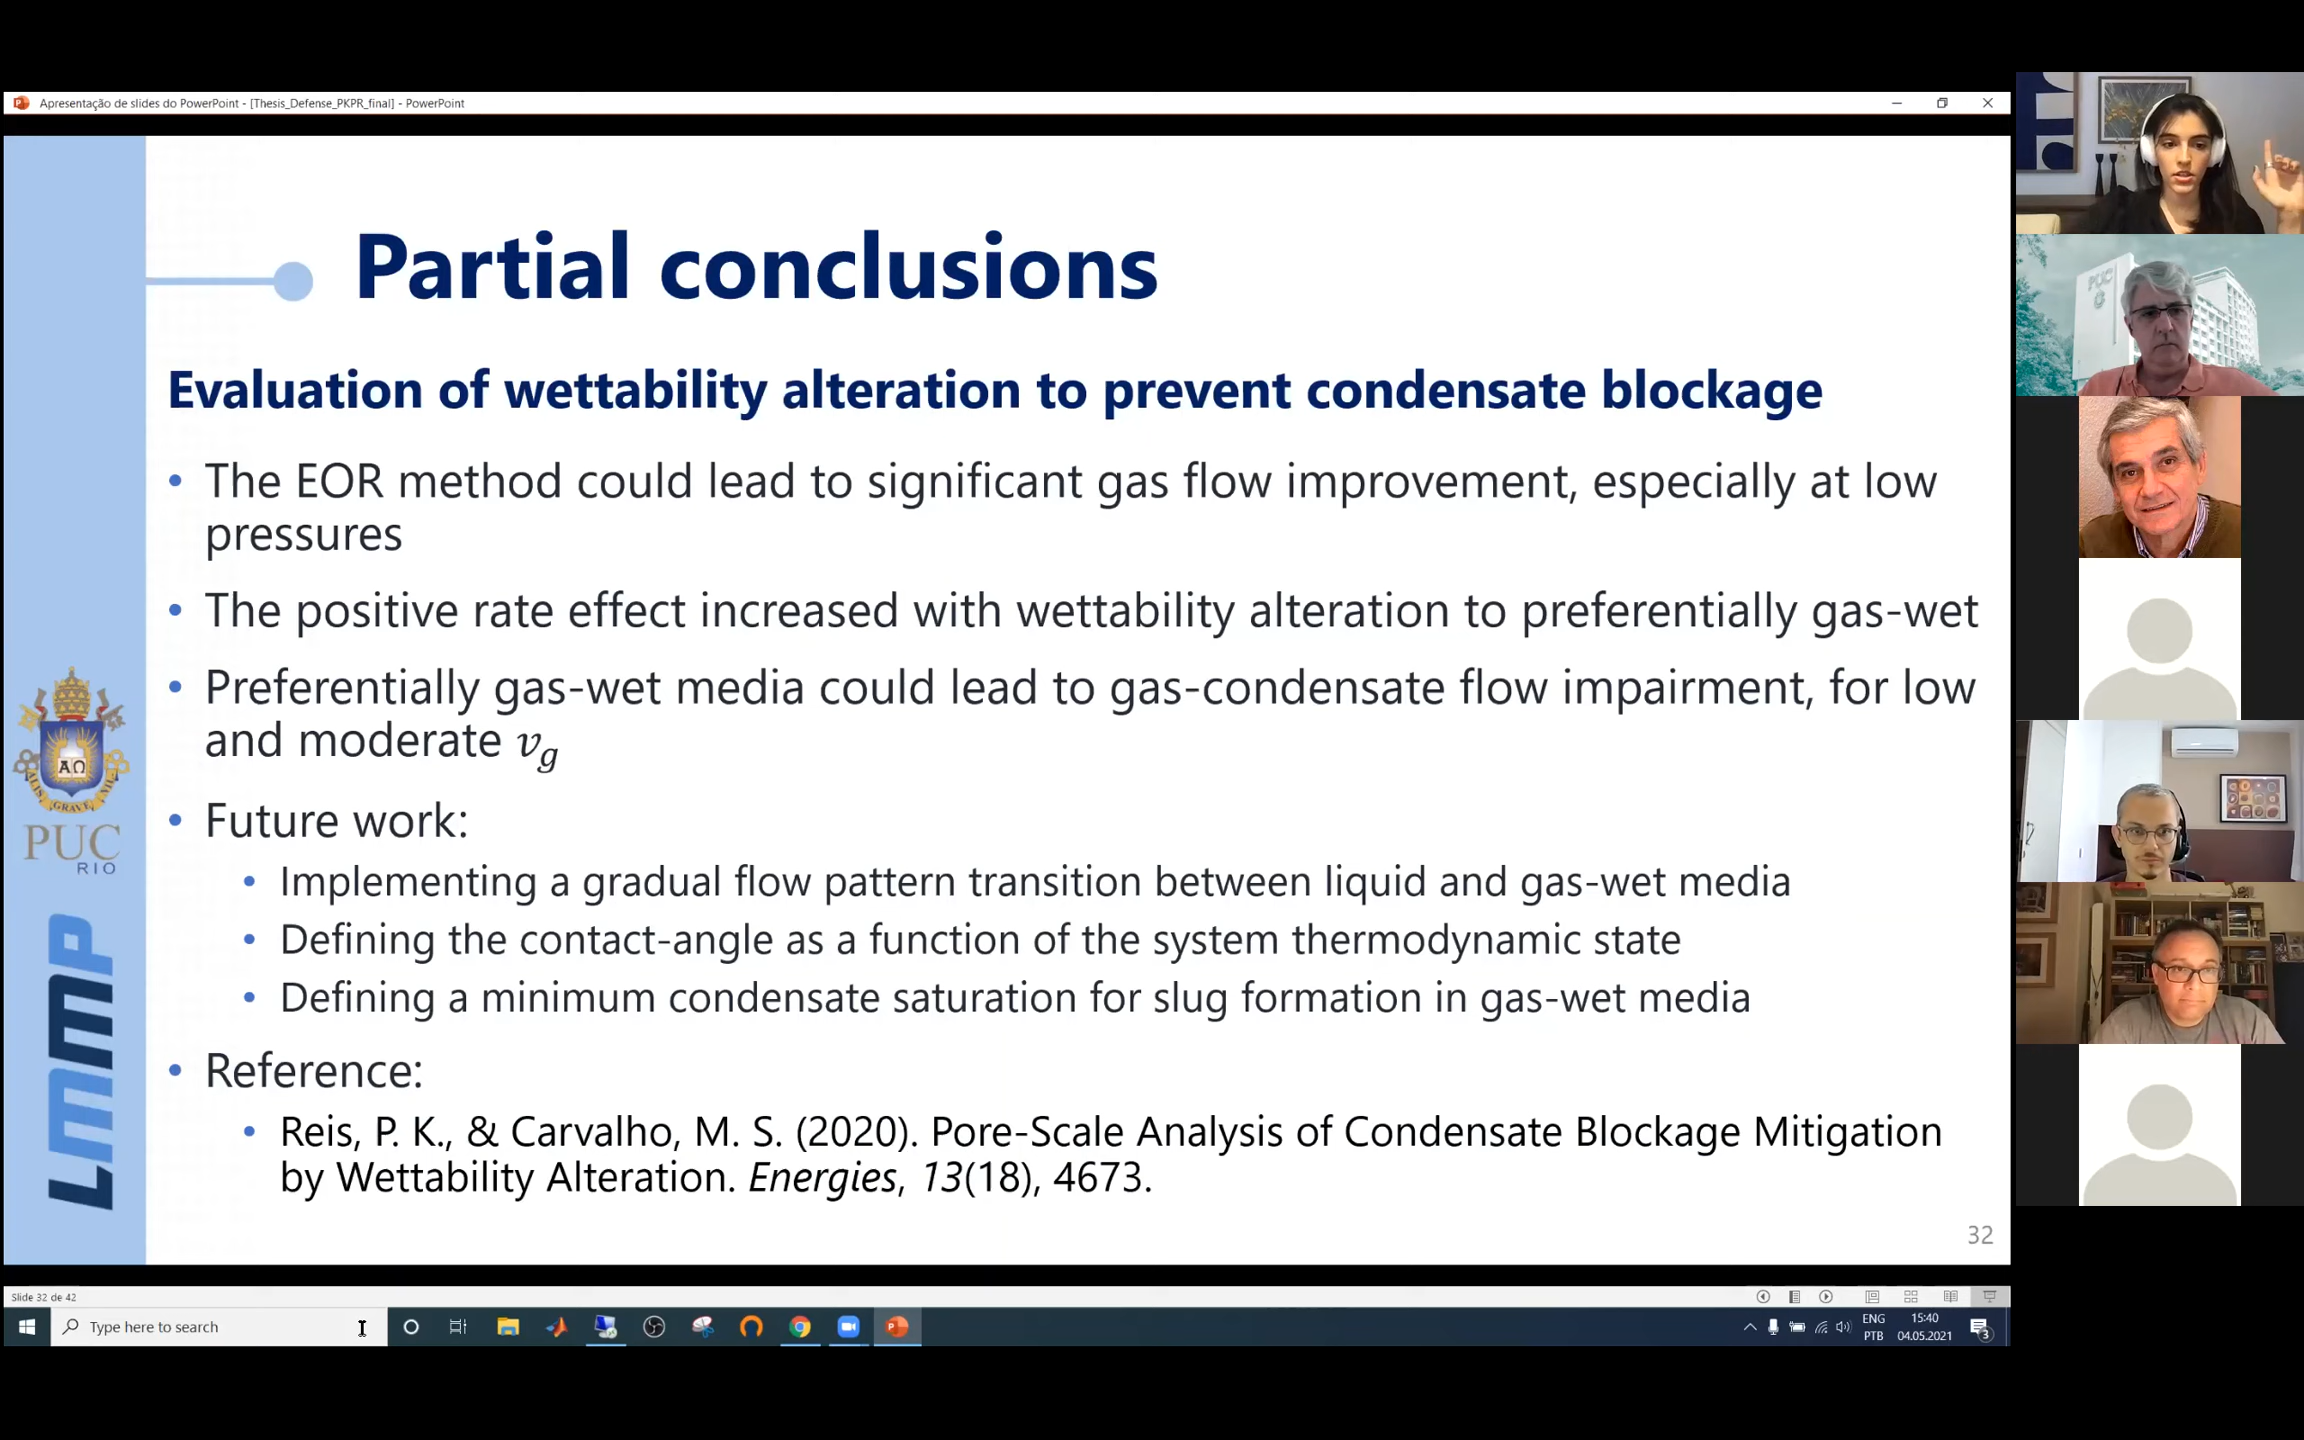 Apresentação de slides do PowerPoint - [Thesis_Defense_PKPR_final] - PowerPoint
Partial conclusions
Evaluation of wettability alteration to prevent condensate blockage
• The EOR method could lead to significant gas flow improvement, especially at low
pressures
• The positive rate effect increased with wettability alteration to preferentially gas-wet
• Preferentially gas-wet media could lead to gas-condensate flow impairment, for low
and moderate v_g
• Future work:
• Implementing a gradual flow pattern transition between liquid and gas-wet media
• Defining the contact-angle as a function of the system thermodynamic state
• Defining a minimum condensate saturation for slug formation in gas-wet media
• Reference:
• Reis, P. K., & Carvalho, M. S. (2020). Pore-Scale Analysis of Condensate Blockage Mitigation
by Wettability Alteration. Energies, 13(18), 4673.
32
ΑΩ
GRAVE
PUC
RIO
LMMP
PUC
Slide 32 de 42
Type here to search
ENG
PTB
15:40
04.05.2021
3